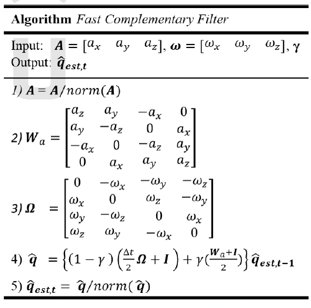 Algorithm Fast Complementary Filter
Input: A = [a_x a_y a_z], ω = [ω_x ω_y ω_z], γ
Output: q̂_est,t
1) A = A/norm(A)
2) W_a = [a_z a_y -a_x 0
a_y -a_z 0 a_x
-a_x 0 -a_z a_y
0 a_x a_y a_z]
3) Ω = [0 -ω_x -ω_y -ω_z
ω_x 0 ω_z -ω_y
ω_y -ω_z 0 ω_x
ω_z ω_y -ω_x 0]
4) q̂ = {(1 - γ)(Δt/2 Ω + I) + γ(W_a+I/2)} q̂_est,t-1
5) q̂_est,t = q̂/norm(q̂)